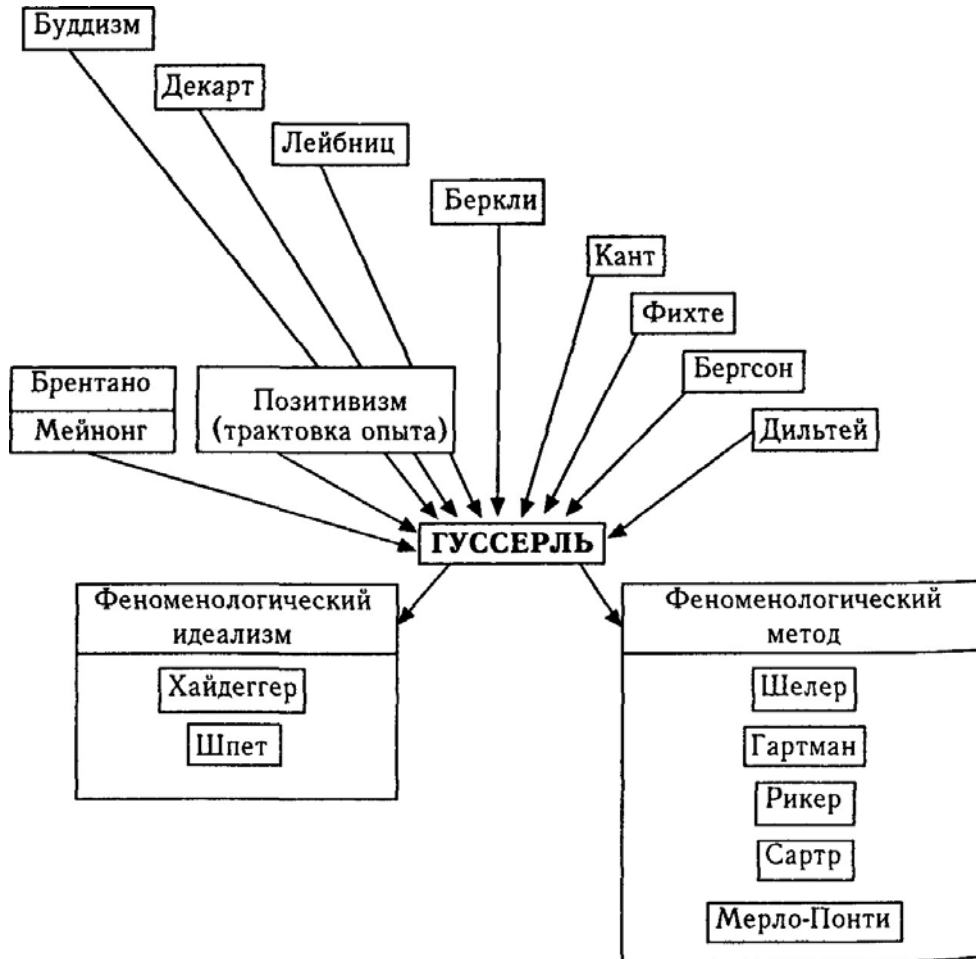 Буддизм
Декарт
Лейбниц
Беркли
Кант
Фихте
Бергсон
Дильтей
Брентано
Мейнонг
Позитивизм
(трактовка опыта)
ГУССЕРЛЬ
Феноменологический
идеализм
Хайдеггер
Шпет
Феноменологический
метод
Шелер
Гартман
Рикер
Сартр
Мерло-Понти